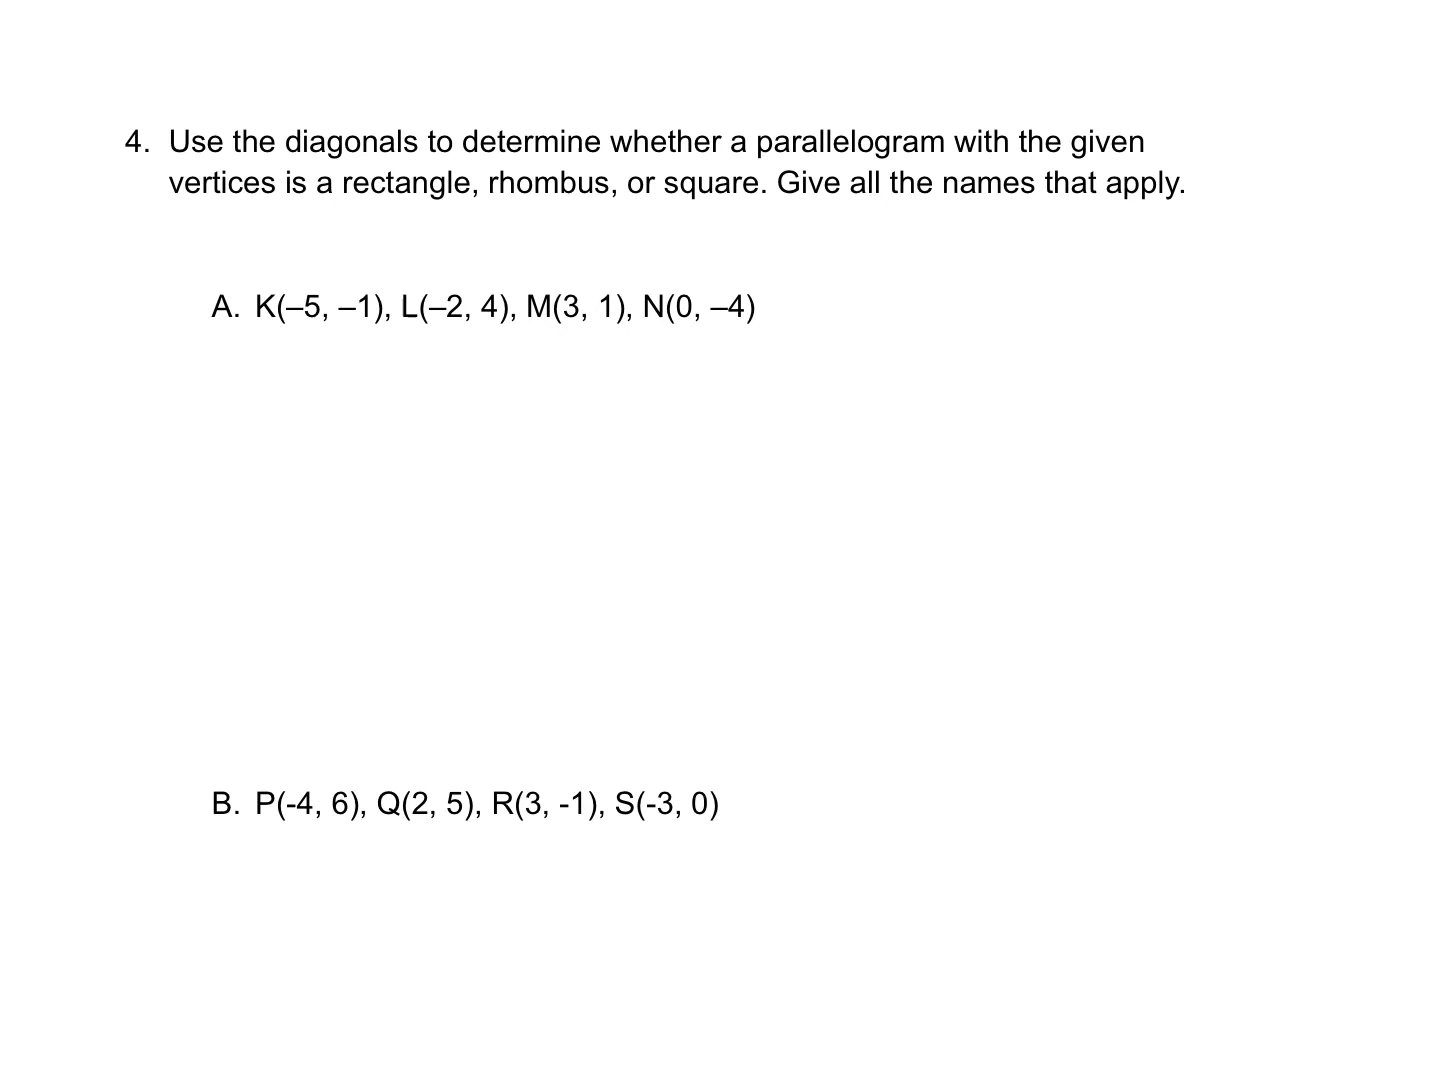 4. Use the diagonals to determine whether a parallelogram with the given
vertices is a rectangle, rhombus, or square. Give all the names that apply.
A. K(–5, –1), L(–2, 4), M(3, 1), N(0, –4)
B. P(-4, 6), Q(2, 5), R(3, -1), S(-3, 0)